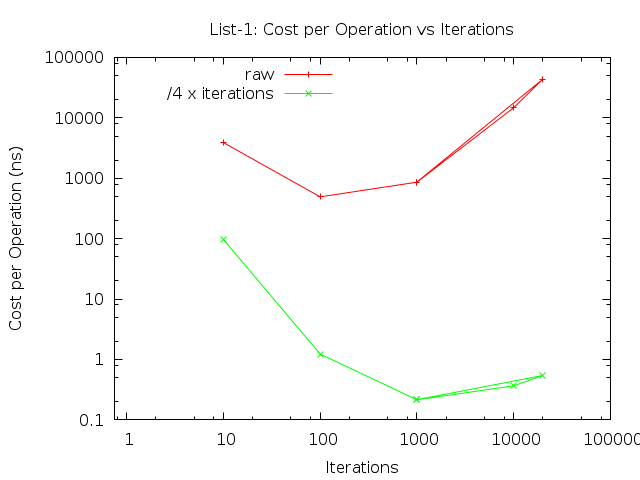 List-1: Cost per Operation vs Iterations
100000
10000
1000
100
10
1
0.1
Cost per Operation (ns)
raw
/4 x iterations
1 10 100 1000 10000 100000
Iterations